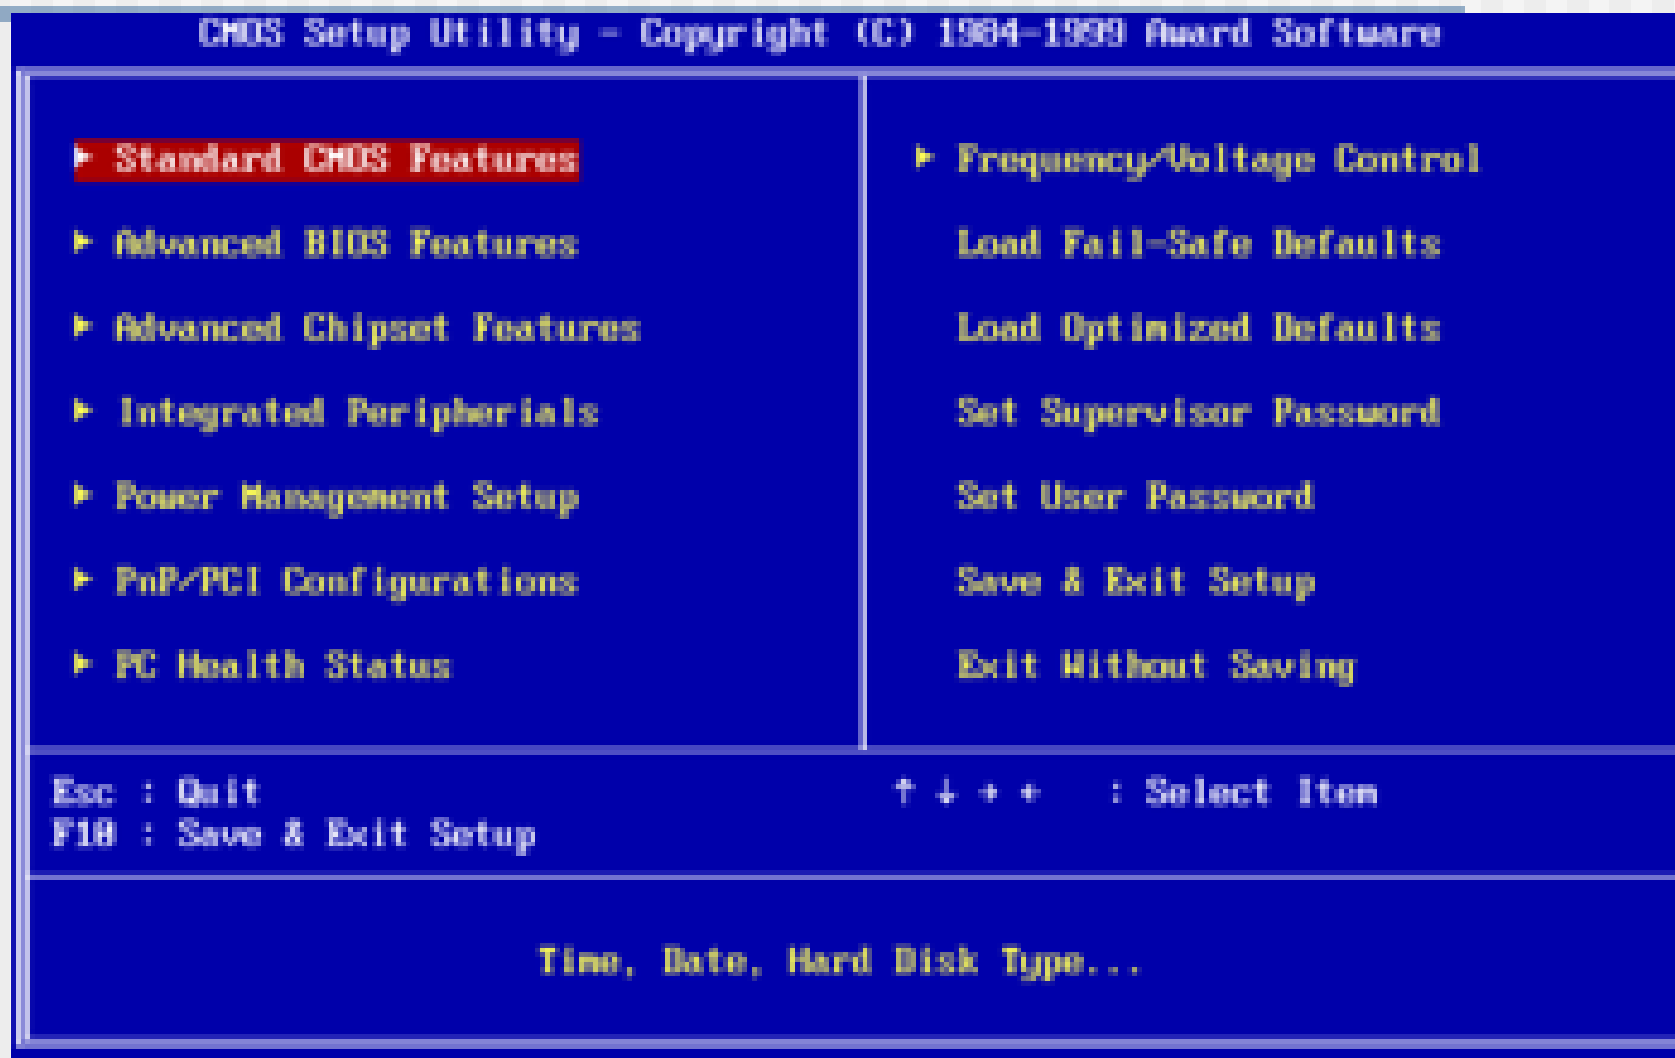 CMOS Setup Utility - Copyright (C) 1984-1999 Award Software
► Standard CMOS Features
► Advanced BIOS Features
► Advanced Chipset Features
► Integrated Peripherials
► Power Management Setup
► PnP/PCI Configurations
► PC Health Status
► Frequency/Voltage Control
Load Fail-Safe Defaults
Load Optimized Defaults
Set Supervisor Password
Set User Password
Save & Exit Setup
Exit Without Saving
Esc : Quit
F10 : Save & Exit Setup
↑ ↓ → ← : Select Item
Time, Date, Hard Disk Type...